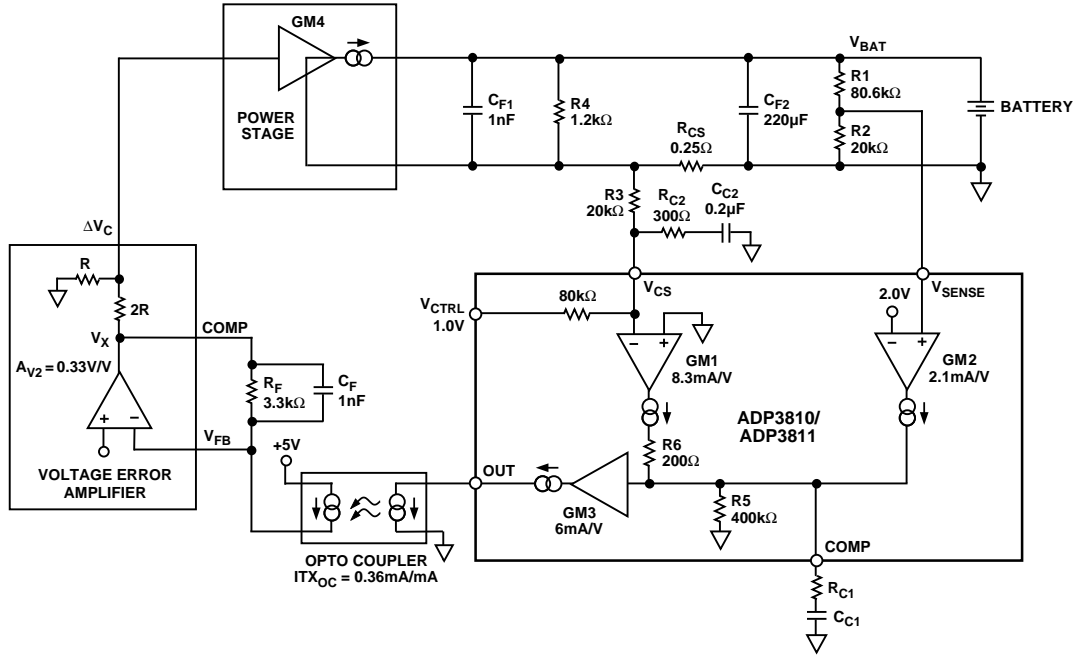 GM4
POWER
STAGE
C_F1
1nF
R4
1.2kΩ
C_F2
220µF
V_BAT
R1
80.6kΩ
R2
20kΩ
BATTERY
R_CS
0.25Ω
R3
20kΩ
R_C2
300Ω
C_C2
0.2µF
ΔV_C
R
2R
V_X
COMP
A_V2 = 0.33V/V
R_F
3.3kΩ
C_F
1nF
V_FB
+
–
VOLTAGE ERROR
AMPLIFIER
+5V
OPTO COUPLER
ITX_OC = 0.36mA/mA
V_CTRL
1.0V
80kΩ
V_CS
V_SENSE
2.0V
–
+
GM1
8.3mA/V
–
+
GM2
2.1mA/V
ADP3810/
ADP3811
R6
200Ω
OUT
GM3
6mA/V
R5
400kΩ
COMP
R_C1
C_C1